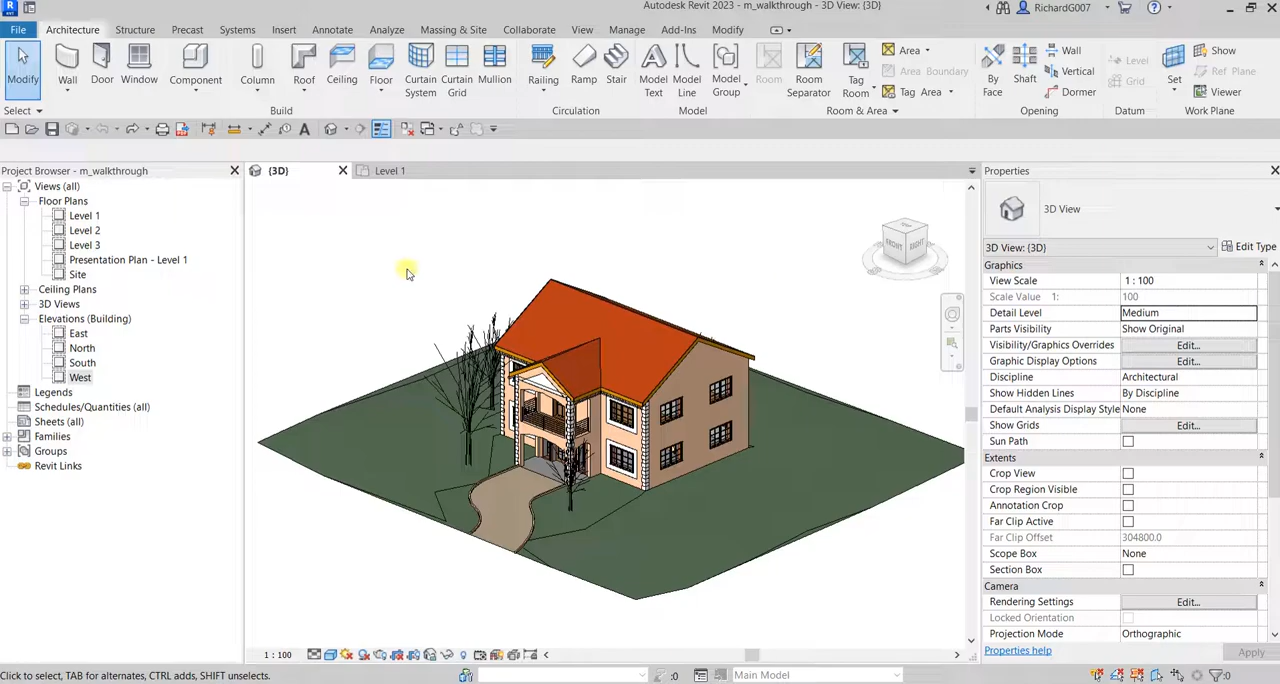 Autodesk Revit 2023 - m_walkthrough - 3D View: {3D}
RichardG007
File Architecture Structure Precast Systems Insert Annotate Analyze Massing & Site Collaborate View Manage Add-Ins Modify
Modify
Wall
Door
Window
Component
Column
Roof
Ceiling
Floor
Curtain System
Curtain Grid
Mullion
Railing
Ramp
Stair
Model Text
Model Line
Model Group
Room
Room Separator
Tag Room
Area
Area Boundary
Tag Area
By Face
Shaft
Wall
Vertical
Dormer
Level
Grid
Set
Show
Ref Plane
Viewer
Select
Build
Circulation
Model
Room & Area
Opening
Datum
Work Plane
Project Browser - m_walkthrough
Views (all)
Floor Plans
Level 1
Level 2
Level 3
Presentation Plan - Level 1
Site
Ceiling Plans
3D Views
Elevations (Building)
East
North
South
West
Legends
Schedules/Quantities (all)
Sheets (all)
Families
Groups
Revit Links
{3D}
Level 1
FRONT
RIGHT
Properties
3D View
3D View: {3D}
Edit Type
Graphics
View Scale 1 : 100
Scale Value 1: 100
Detail Level Medium
Parts Visibility Show Original
Visibility/Graphics Overrides Edit...
Graphic Display Options Edit...
Discipline Architectural
Show Hidden Lines By Discipline
Default Analysis Display Style None
Show Grids Edit...
Sun Path
Extents
Crop View
Crop Region Visible
Annotation Crop
Far Clip Active
Far Clip Offset 304800.0
Scope Box None
Section Box
Camera
Rendering Settings Edit...
Locked Orientation
Projection Mode Orthographic
Properties help
Apply
1 : 100
Click to select, TAB for alternates, CTRL adds, SHIFT unselects.
:0
Main Model
:0